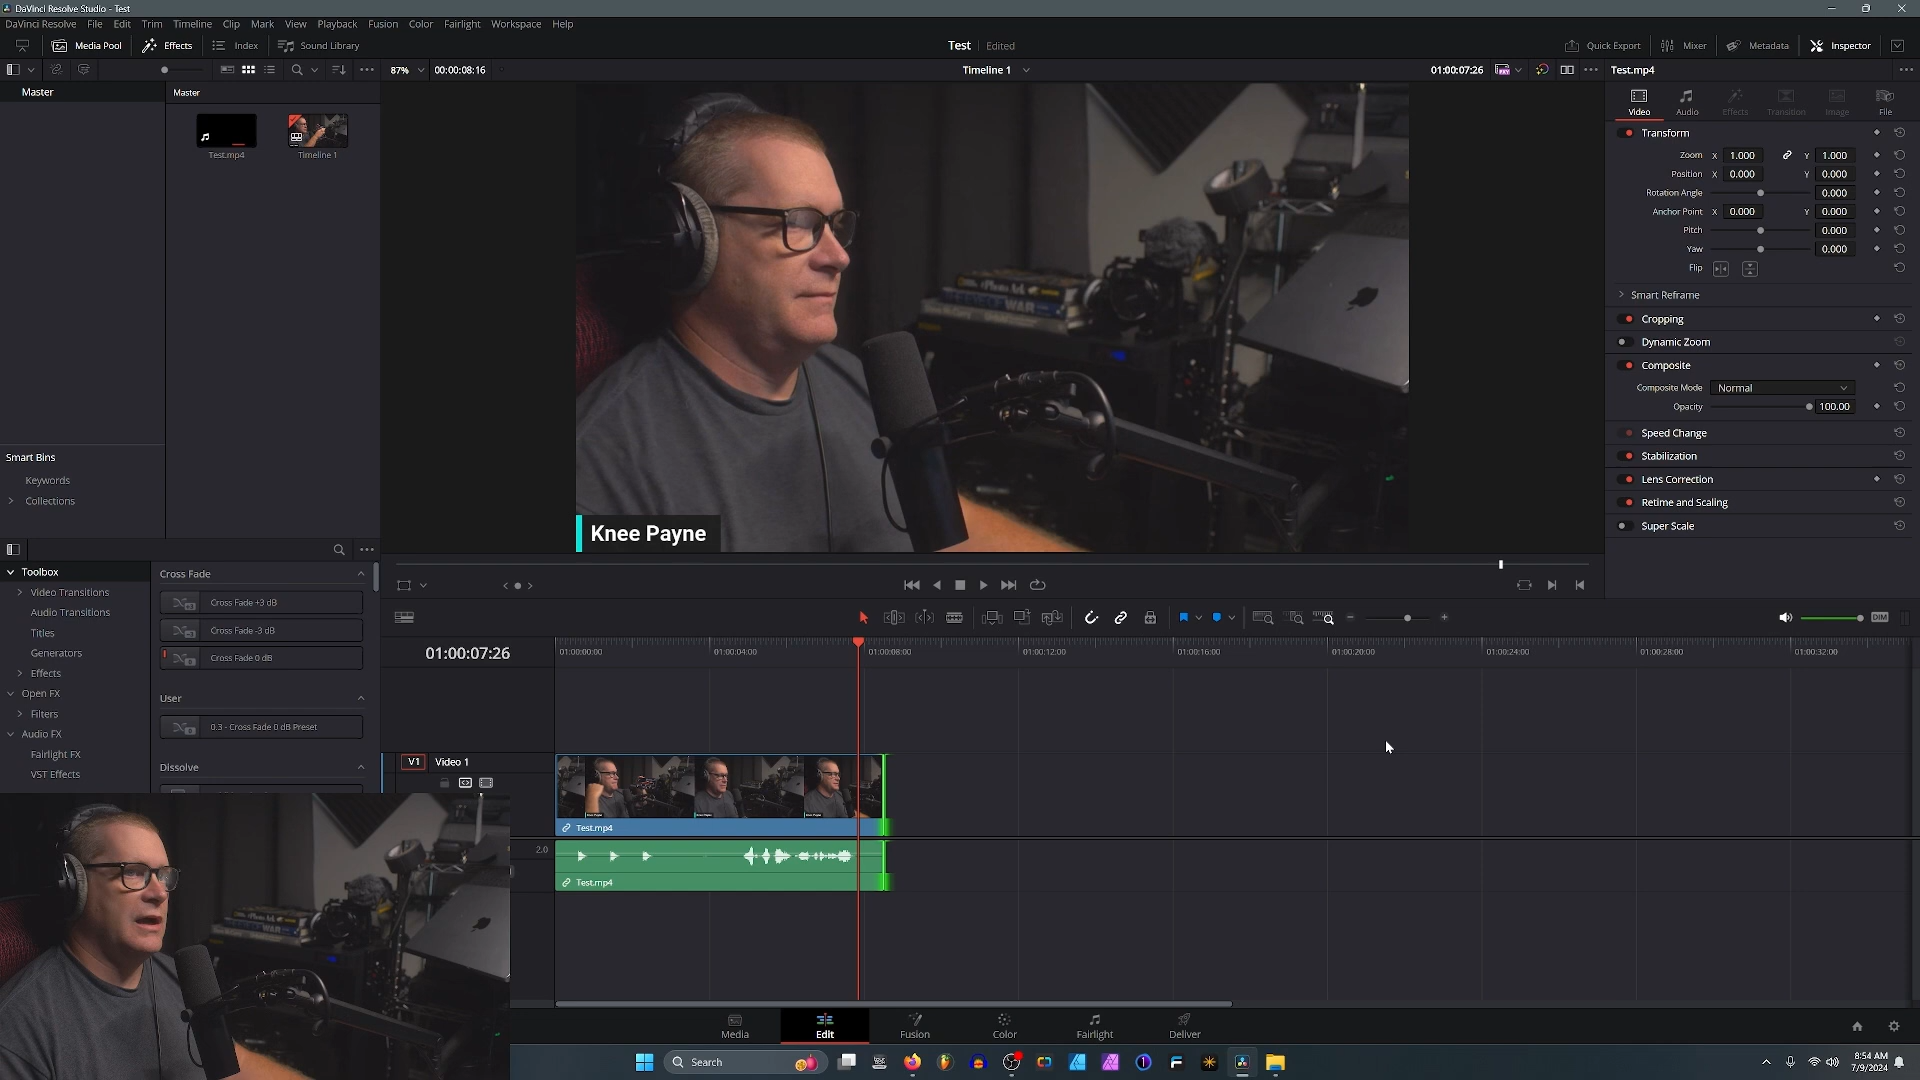 DaVinci Resolve Studio - Test
DaVinci Resolve File Edit Trim Timeline Clip Mark View Playback Fusion Color Fairlight Workspace Help
Media Pool Effects Index Sound Library Test Edited Quick Export Mixer Metadata Inspector
87% 00:00:08:16 Timeline 1 01:00:07:26 Test.mp4
Master Master
Video Audio Effects Transition Image File
Test.mp4 Timeline 1
Transform
Zoom X 1.000 Y 1.000
Position X 0.000 Y 0.000
Rotation Angle 0.000
Anchor Point X 0.000 Y 0.000
Pitch 0.000
Yaw 0.000
Flip
Smart Reframe
Cropping
Dynamic Zoom
Composite
Composite Mode Normal
Opacity 100.00
Speed Change
Stabilization
Lens Correction
Retime and Scaling
Super Scale
WAR
Knee Payne
Smart Bins
Keywords
Collections
Toolbox
Video Transitions
Audio Transitions
Titles
Generators
Effects
Open FX
Filters
Audio FX
Fairlight FX
VST Effects
Cross Fade
Cross Fade +3 dB
Cross Fade -3 dB
Cross Fade 0 dB
User
0.3 - Cross Fade 0 dB Preset
Dissolve
DIM
01:00:07:26
01:00:00:00 01:00:04:00 01:00:08:00 01:00:12:00 01:00:16:00 01:00:20:00 01:00:24:00 01:00:28:00 01:00:32:00
V1 Video 1
Test.mp4
2.0
Test.mp4
WAR
Media Edit Fusion Color Fairlight Deliver
Search
8:54 AM
7/9/2024